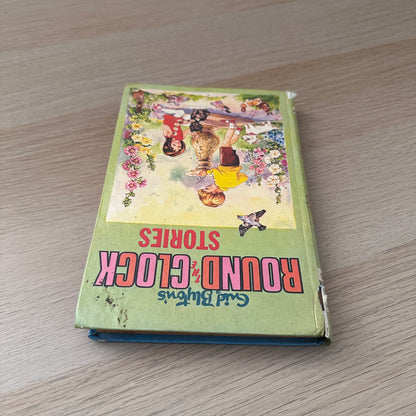 Enid Blyton's
ROUND THE CLOCK
STORIES